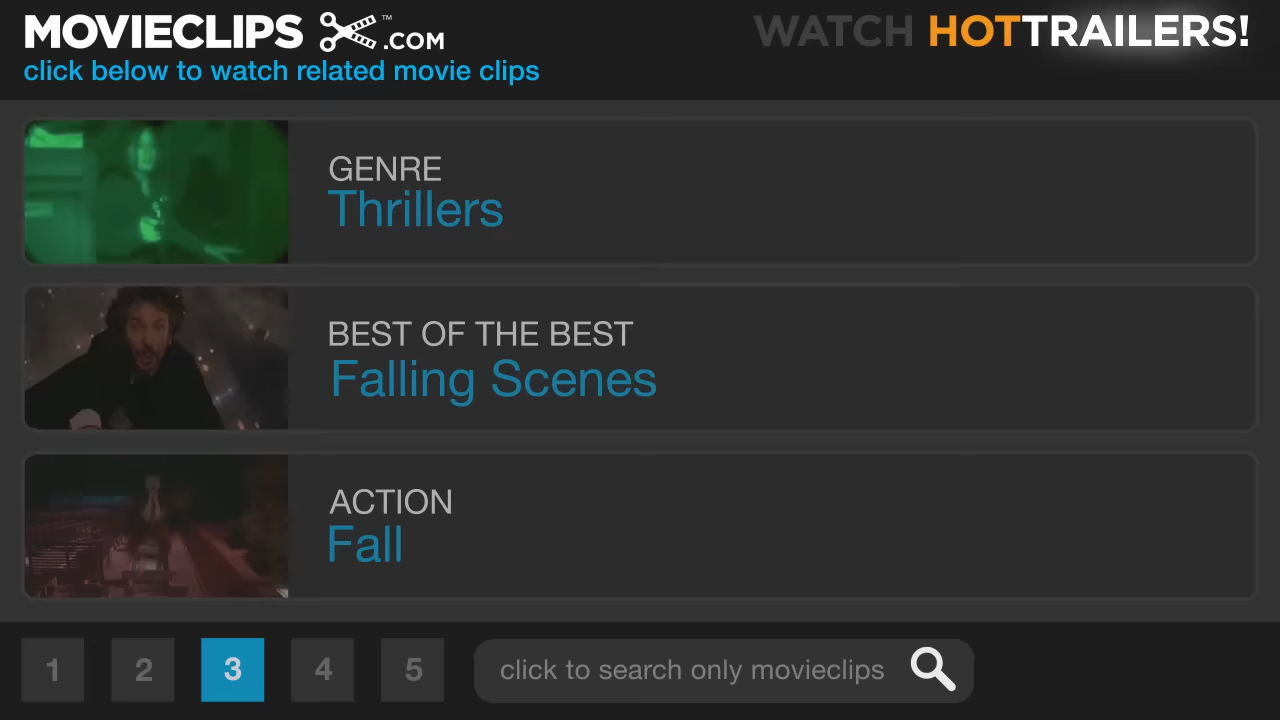 MOVIECLIPS ™ .COM
WATCH HOTTRAILERS!
click below to watch related movie clips
GENRE
Thrillers
BEST OF THE BEST
Falling Scenes
ACTION
Fall
1 2 3 4 5
click to search only movieclips